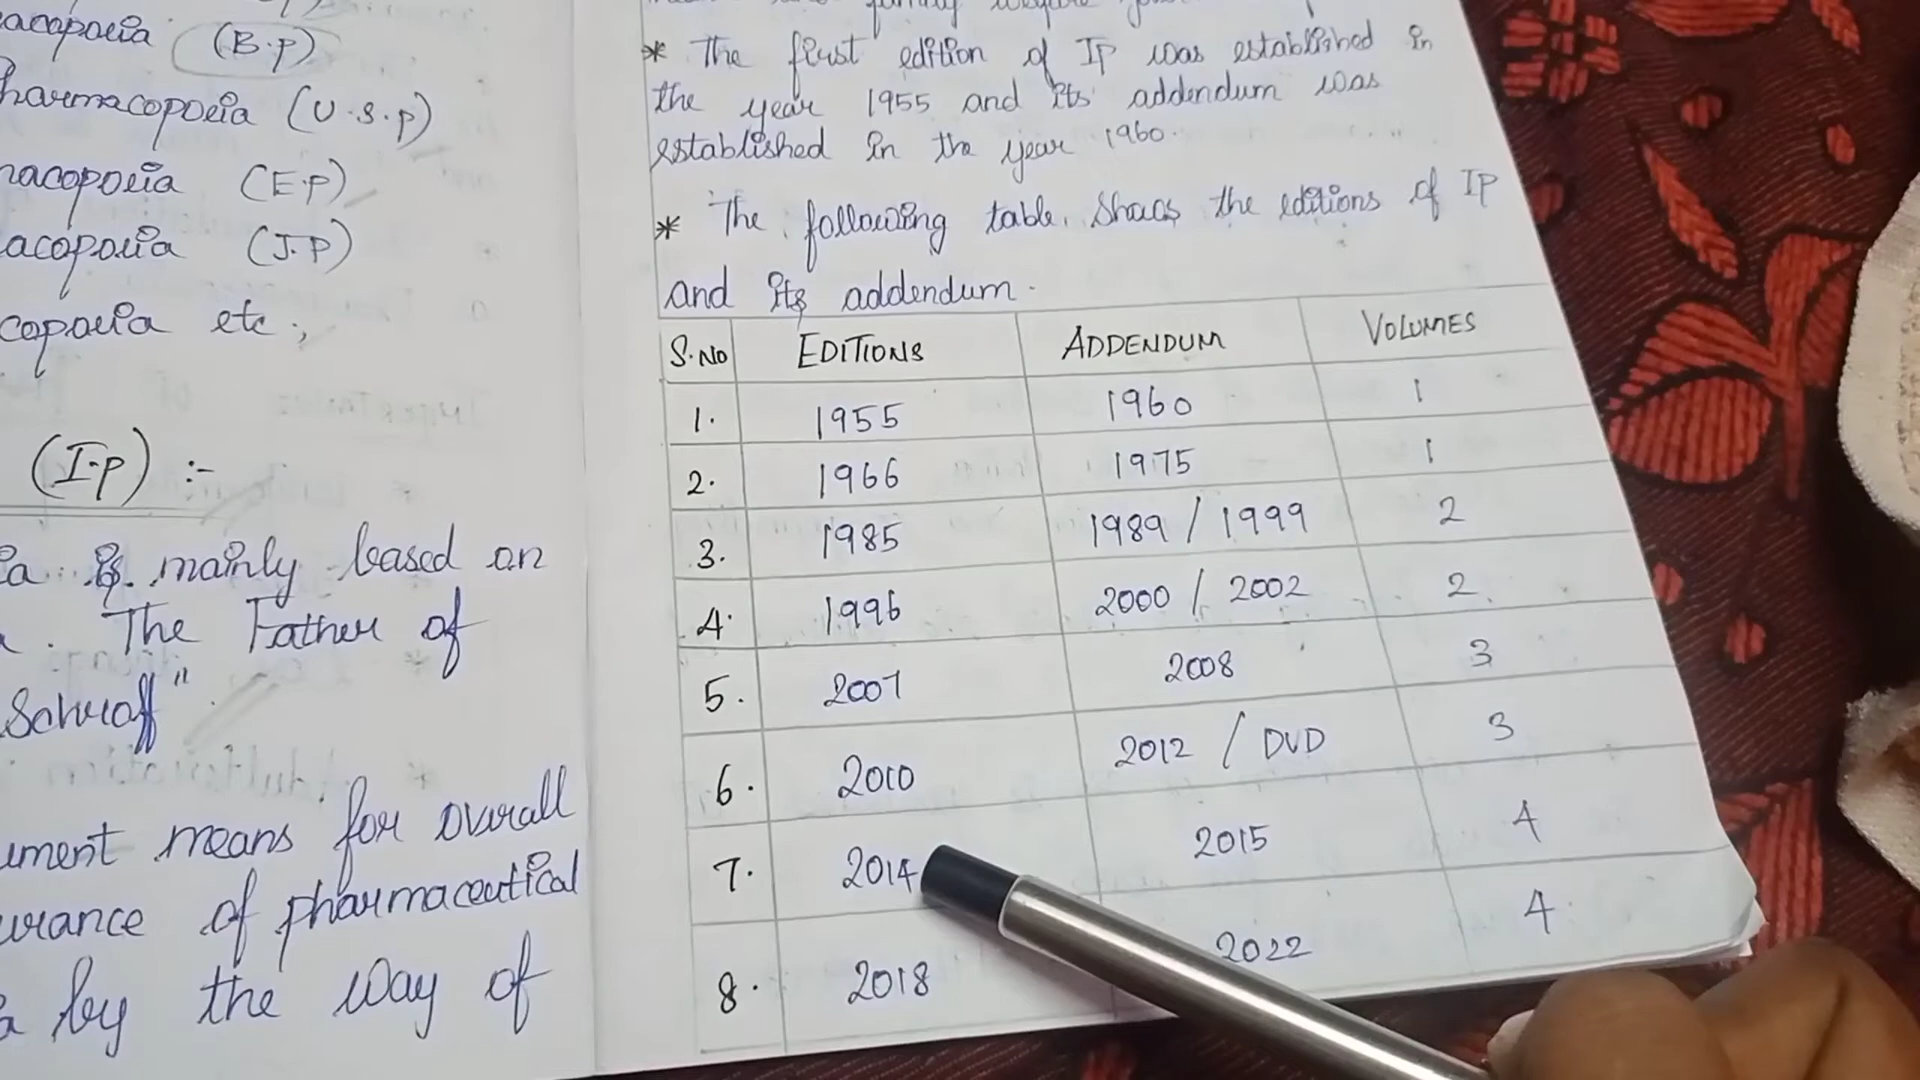 acopoeia (B.p)
harmacopoeia (U.S.p)
macopoeia (E.p)
acopoeia (J.P)
copoeia etc,
(I.p) :-
is mainly based on
The Father of
Schroff"
ument means for overall
urance of pharmaceutical
by the way of
* The first edition of IP was established in
the year 1955 and its addendum was
established in the year 1960.
* The following table shows the editions of IP
and its addendum.
S.NO EDITIONS ADDENDUM VOLUMES
1. 1955 1960 1
2. 1966 1975 1
3. 1985 1989 / 1999 2
4. 1996 2000 / 2002 2
5. 2007 2008 3
6. 2010 2012 / DVD 3
7. 2014 2015 4
8. 2018 2022 4